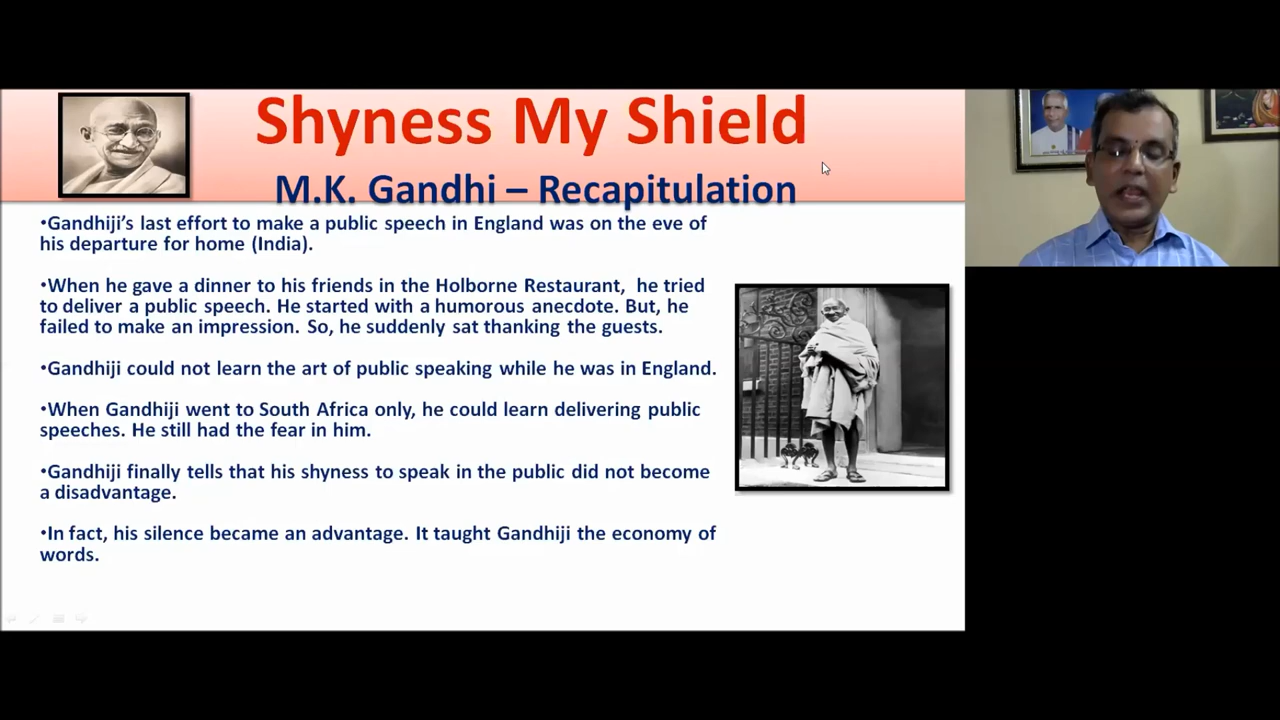 Shyness My Shield
M.K. Gandhi – Recapitulation
•Gandhiji's last effort to make a public speech in England was on the eve of
his departure for home (India).
•When he gave a dinner to his friends in the Holborne Restaurant, he tried
to deliver a public speech. He started with a humorous anecdote. But, he
failed to make an impression. So, he suddenly sat thanking the guests.
•Gandhiji could not learn the art of public speaking while he was in England.
•When Gandhiji went to South Africa only, he could learn delivering public
speeches. He still had the fear in him.
•Gandhiji finally tells that his shyness to speak in the public did not become
a disadvantage.
•In fact, his silence became an advantage. It taught Gandhiji the economy of
words.